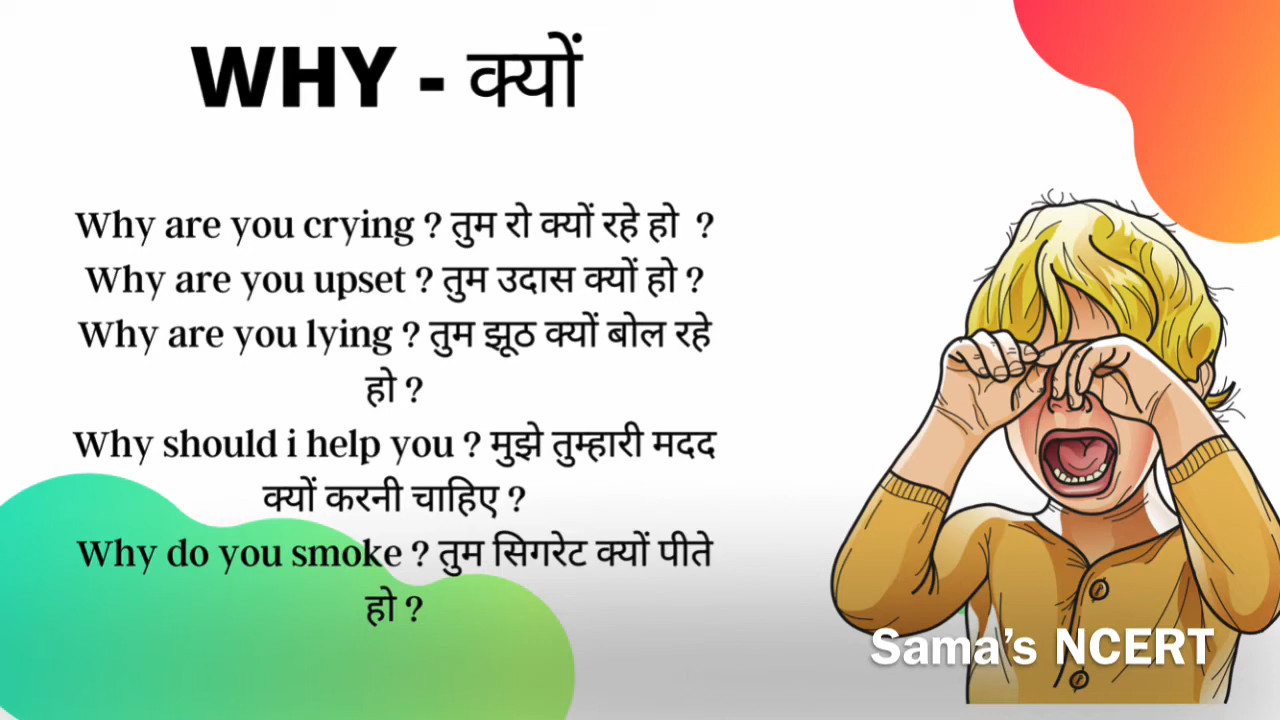 WHY - क्यों
Why are you crying ? तुम रो क्यों रहे हो ?
Why are you upset ? तुम उदास क्यों हो ?
Why are you lying ? तुम झूठ क्यों बोल रहे
हो ?
Why should i help you ? मुझे तुम्हारी मदद
क्यों करनी चाहिए ?
Why do you smoke ? तुम सिगरेट क्यों पीते
हो ?
Sama's NCERT